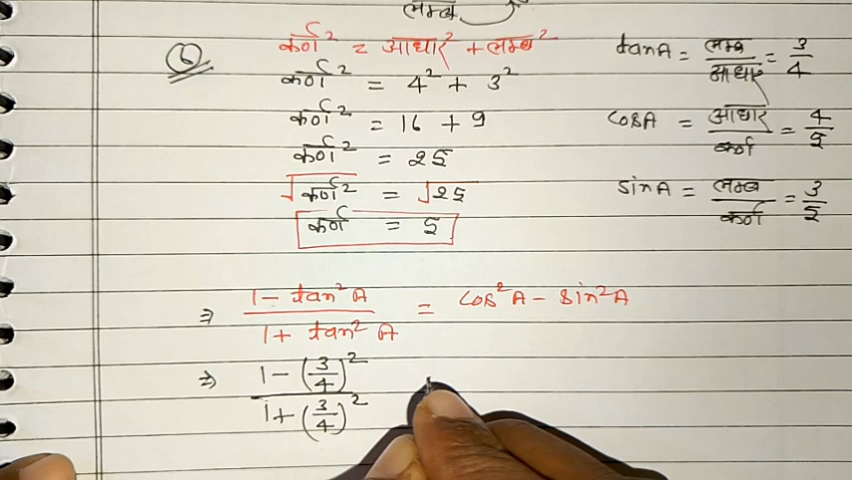 लम्ब
(6)
कर्ण² = आधार² + लम्ब²
कर्ण² = 4² + 3²
कर्ण² = 16 + 9
कर्ण² = 25
√कर्ण² = √25
कर्ण = 5
tanA = लम्ब/आधार = 3/4
cosA = आधार/कर्ण = 4/5
sinA = लम्ब/कर्ण = 3/5
⇒ (1 - tan²A)/(1 + tan²A) = cos²A - sin²A
⇒ (1 - (3/4)²)/(1 + (3/4)²)